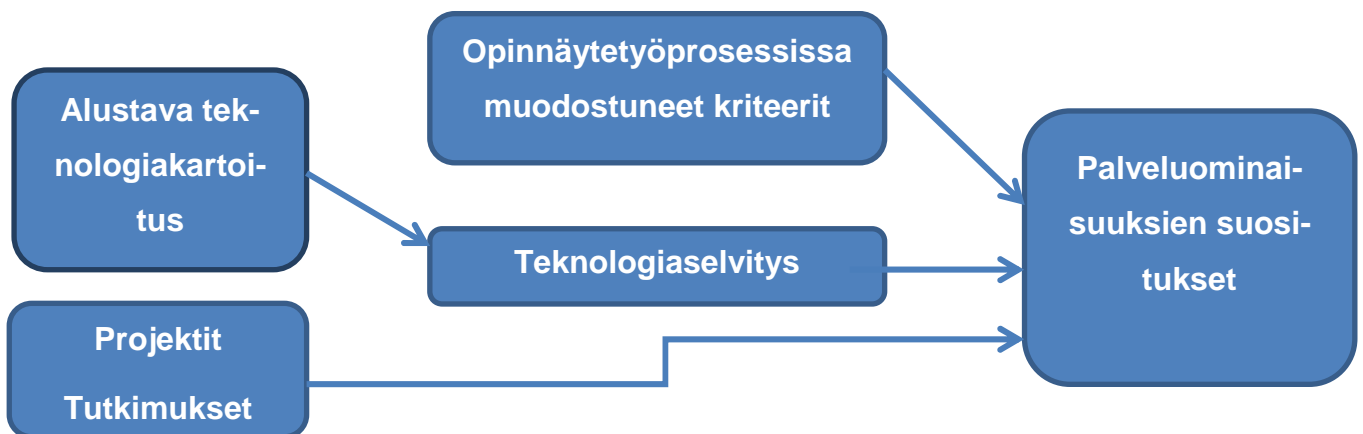 Alustava tek-
nologiakartoi-
tus
Projektit
Tutkimukset
Opinnäytetyöprosessissa
muodostuneet kriteerit
Teknologiaselvitys
Palveluominai-
suuksien suosi-
tukset